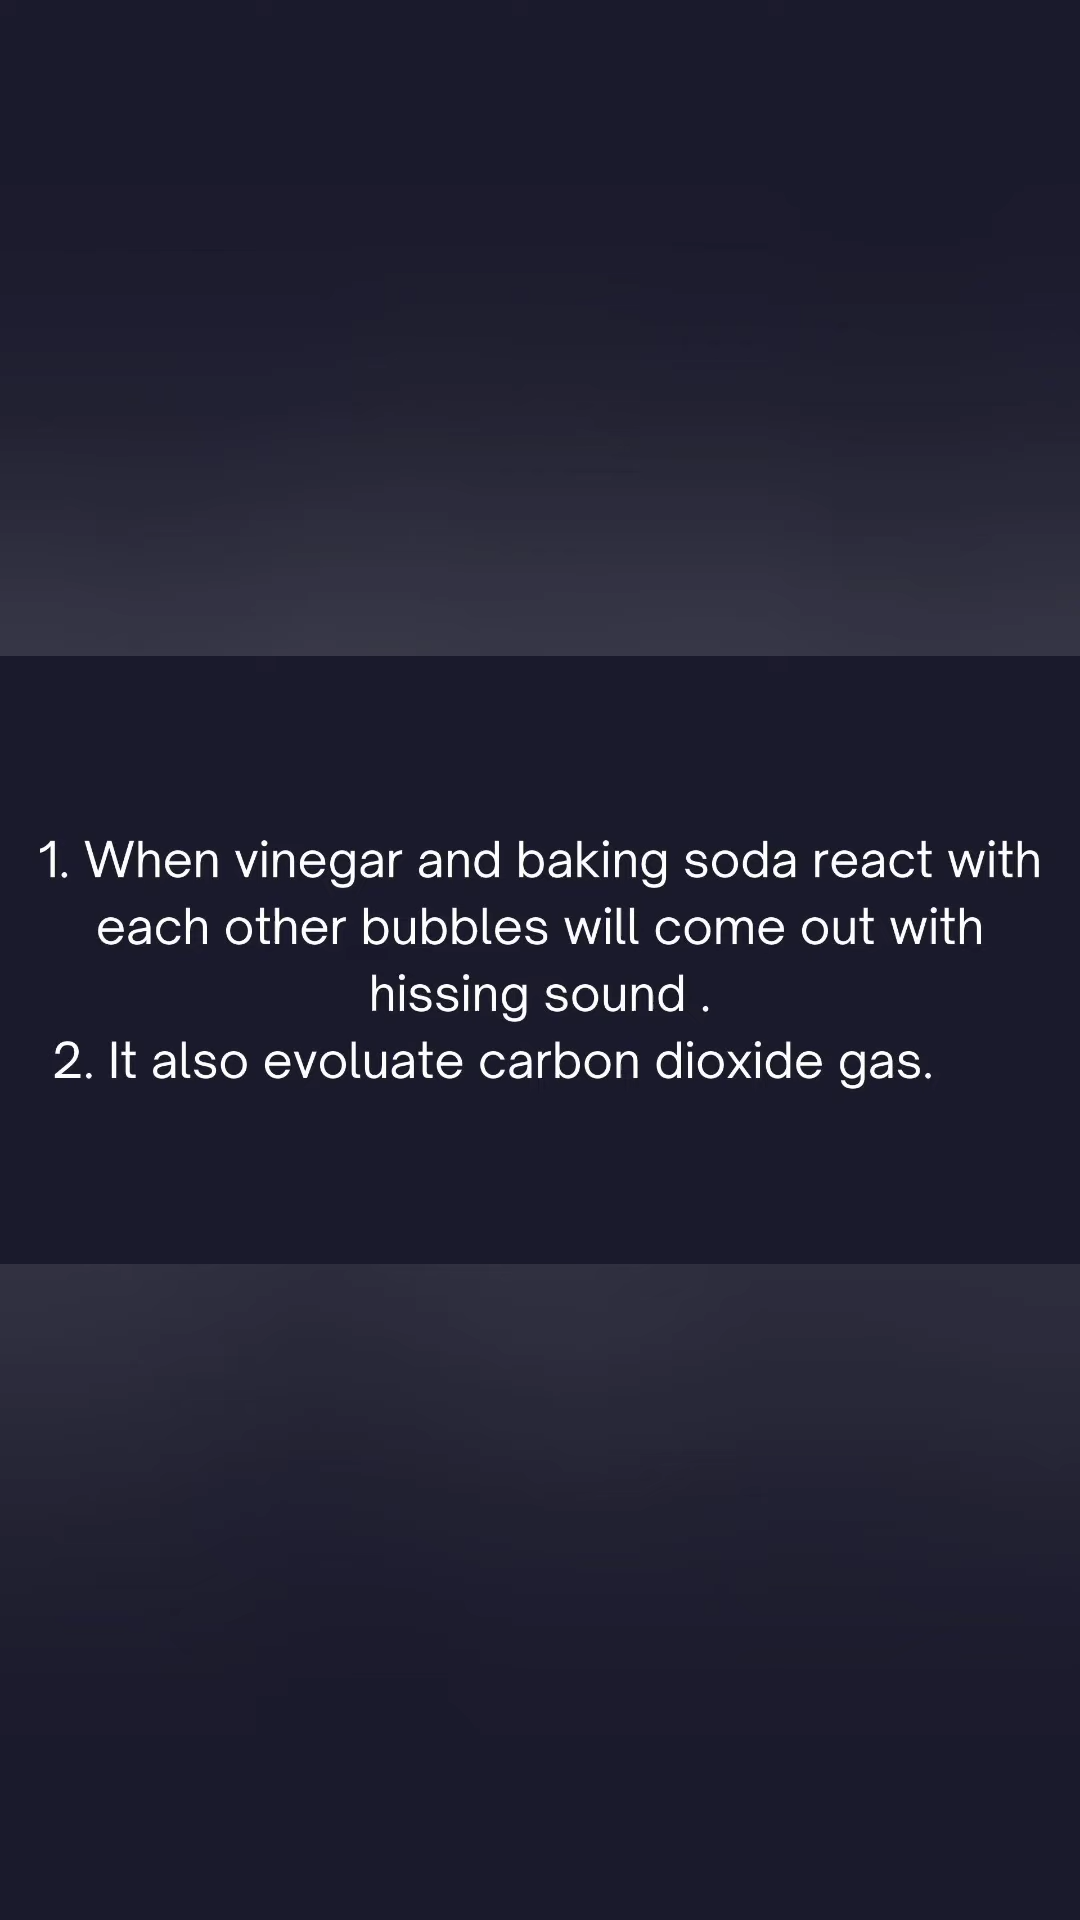 1. When vinegar and baking soda react with
each other bubbles will come out with
hissing sound .
2. It also evoluate carbon dioxide gas.